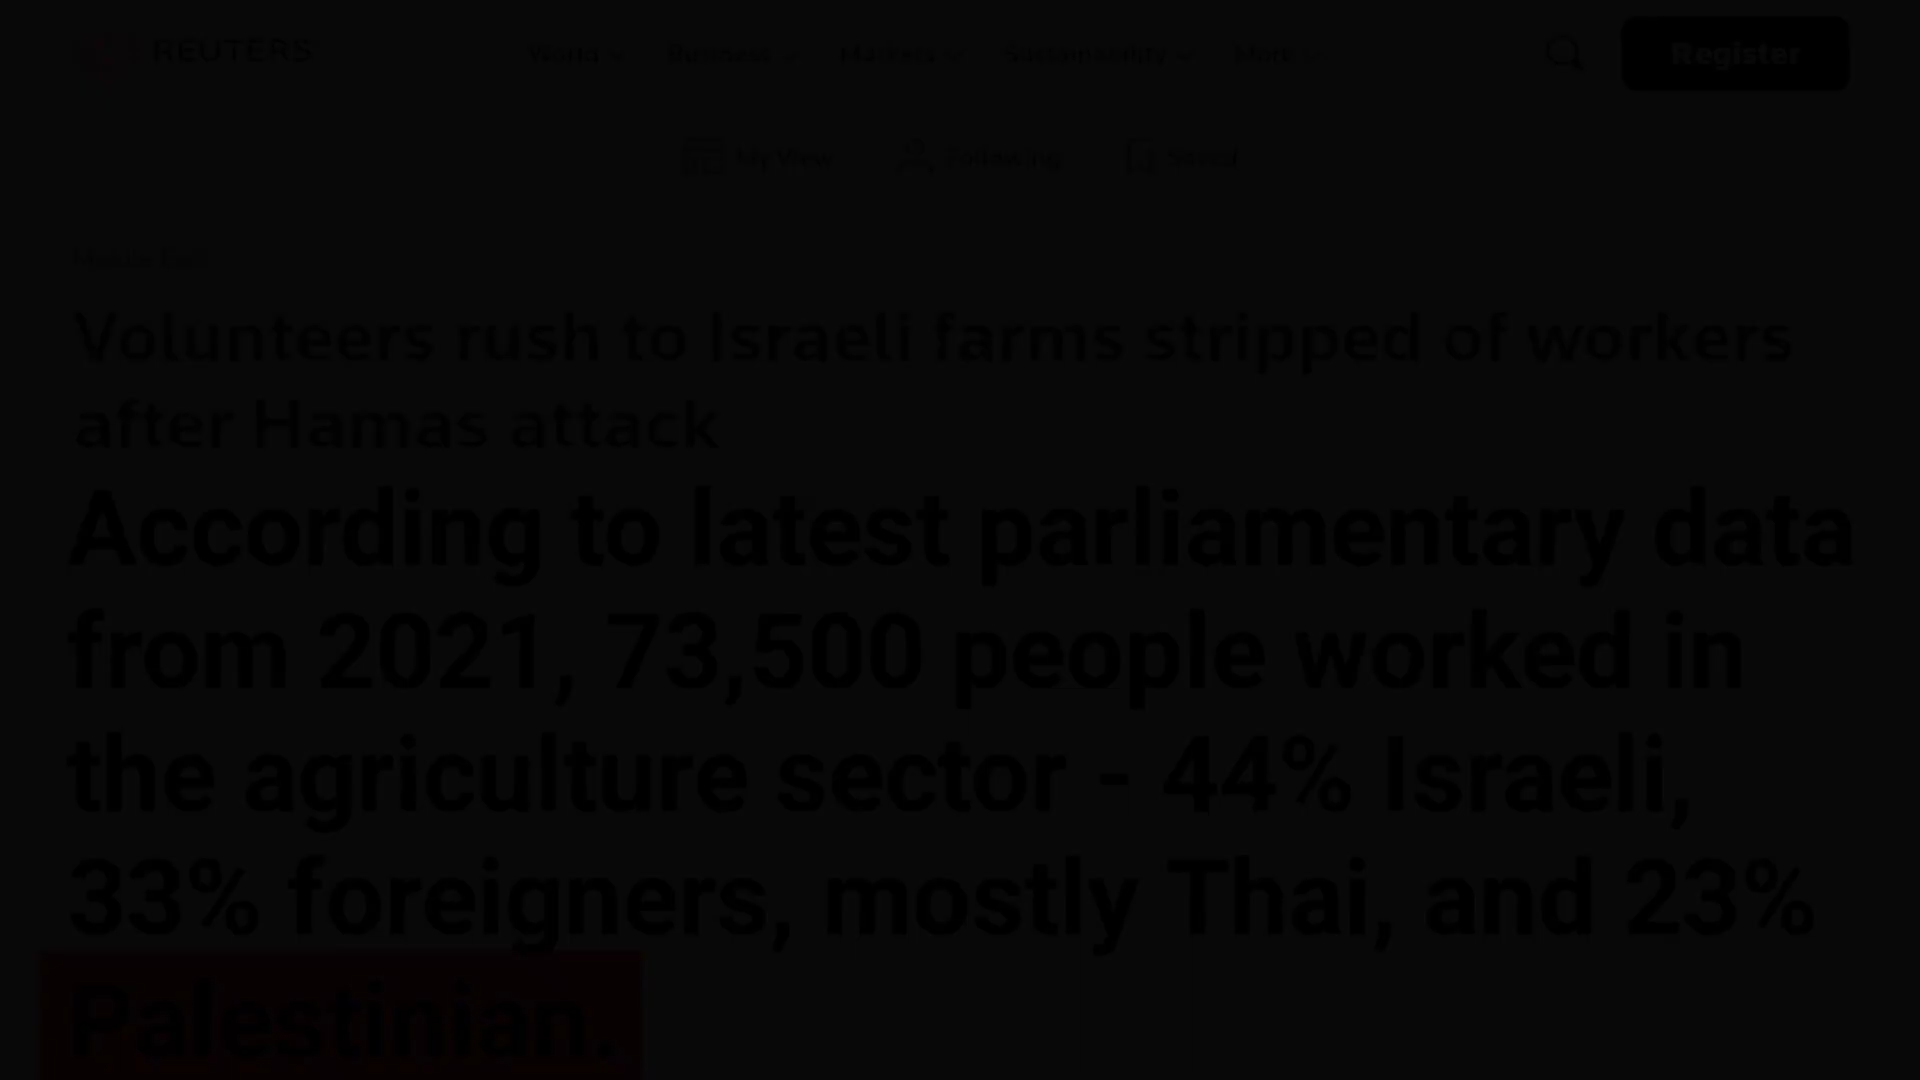 REUTERS World Business Markets Sustainability More Register
My View Following Saved
Middle East
Volunteers rush to Israeli farms stripped of workers
after Hamas attack
According to latest parliamentary data
from 2021, 73,500 people worked in
the agriculture sector - 44% Israeli,
33% foreigners, mostly Thai, and 23%
Palestinian.